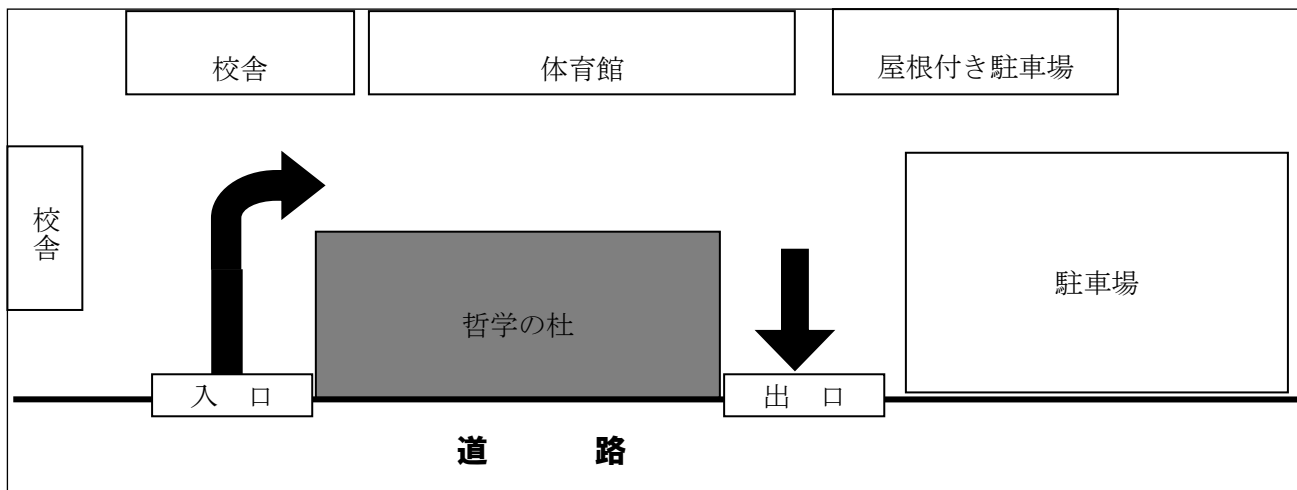 校舎
体育館
屋根付き駐車場
校舎
哲学の杜
駐車場
入　口
出　口
道　路